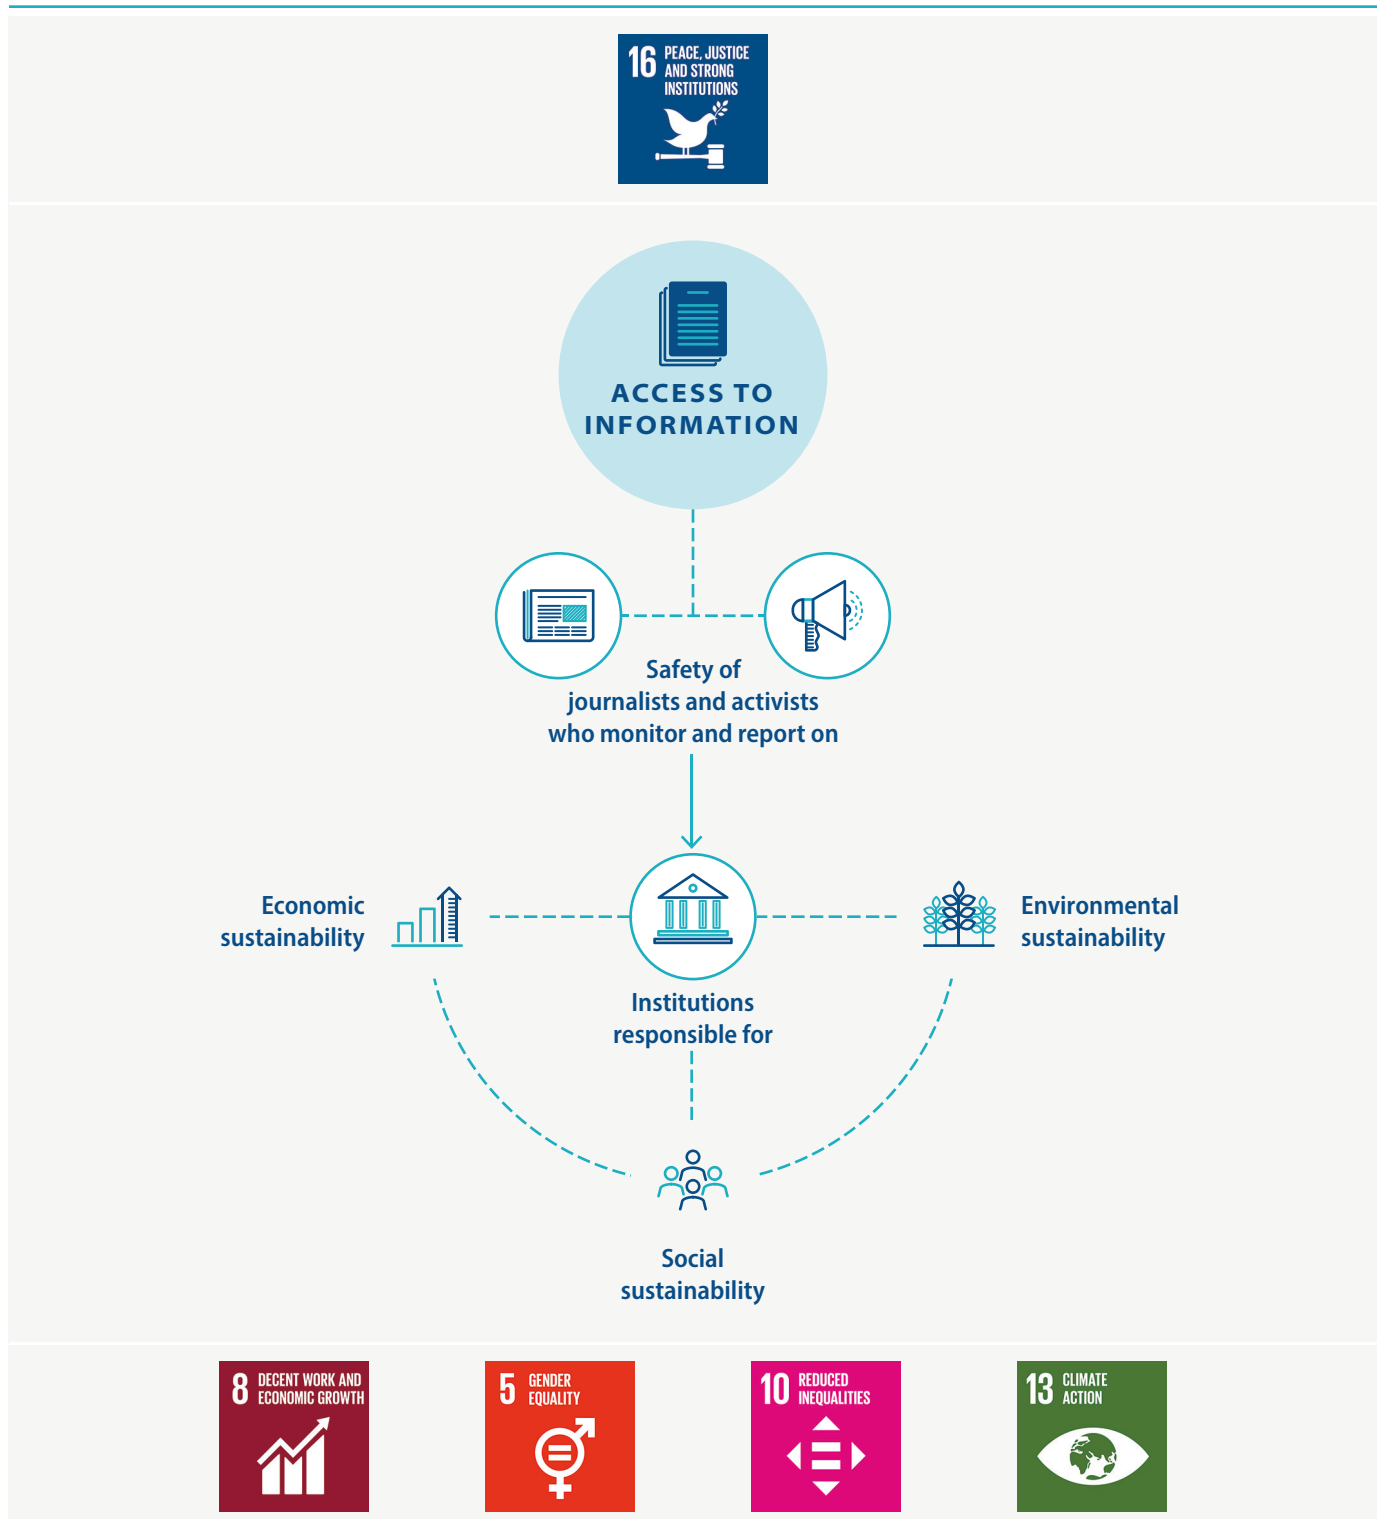 16 PEACE, JUSTICE
AND STRONG
INSTITUTIONS
ACCESS TO
INFORMATION
Safety of
journalists and activists
who monitor and report on
Economic
sustainability
Environmental
sustainability
Institutions
responsible for
Social
sustainability
8 DECENT WORK AND
ECONOMIC GROWTH
5 GENDER
EQUALITY
10 REDUCED
INEQUALITIES
13 CLIMATE
ACTION